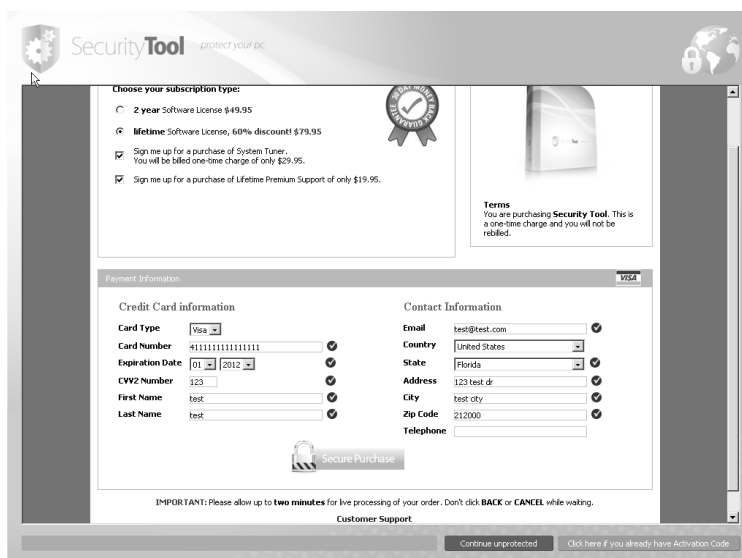 SecurityTool protect your pc
Choose your subscription type:
2 year Software License $49.95
lifetime Software License, 60% discount! $79.95
Sign me up for a purchase of System Tuner.
You will be billed one-time charge of only $29.95.
Sign me up for a purchase of Lifetime Premium Support of only $19.95.
30 DAY MONEY BACK GUARANTEE
Terms
You are purchasing Security Tool. This is
a one-time charge and you will not be
rebilled.
Payment Information
VISA
Credit Card information
Card Type Visa
Card Number 4111111111111111
Expiration Date 01 2012
CVV2 Number 123
First Name test
Last Name test
Contact Information
Email test@test.com
Country United States
State Florida
Address 123 test dr
City test city
Zip Code 212000
Telephone
Secure Purchase
IMPORTANT: Please allow up to two minutes for live processing of your order. Don't click BACK or CANCEL while waiting.
Customer Support
Continue unprotected
Click here if you already have Activation Code